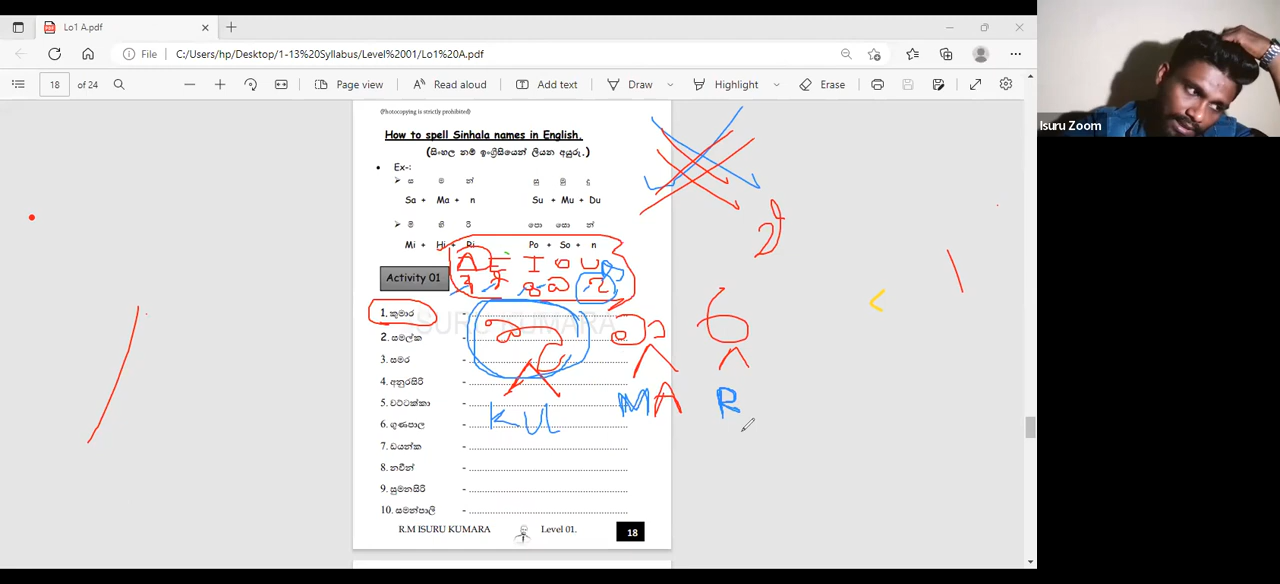 Lo1 A.pdf
File C:/Users/hp/Desktop/1-13%20Syllabus/Level%2001/Lo1%20A.pdf
18 of 24 Page view Read aloud Add text Draw Highlight Erase
(Photocopying is strictly prohibited)
How to spell Sinhala names in English.
(සිංහල නම් ඉංග්‍රීසියෙන් ලියන අයුරු.)
Ex-:
ස ම න් සු මු දු
Sa + Ma + n Su + Mu + Du
මි හි රි පො සො න්
Mi + Hi + Ri Po + So + n
A E I O U
Activity 01
1. කුමාර -
2. සමල්ක -
3. සමර -
4. අනුරසිරි -
5. චට්ටක්කා -
6. ගුණපාල -
7. ඩයන්ක -
8. නවීන් -
9. සුමනසිරි -
10. සමන්පාලි -
SURU KUMARA
KU MA R
R.M ISURU KUMARA Level 01. 18
Isuru Zoom